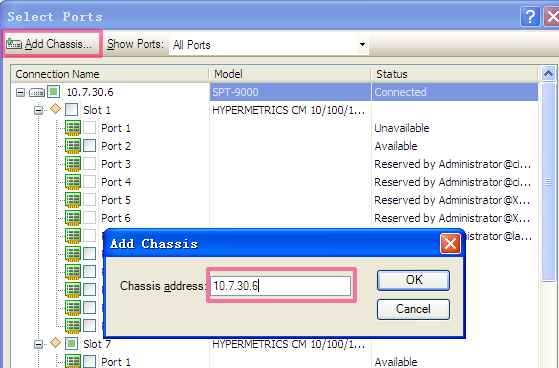 Select Ports
Add Chassis... Show Ports: All Ports
Connection Name Model Status
10.7.30.6 SPT-9000 Connected
Slot 1 HYPERMETRICS CM 10/100/1...
Port 1 Unavailable
Port 2 Available
Port 3 Reserved by Administrator@ci...
Port 4 Reserved by Administrator@ci...
Port 5 Reserved by Administrator@X...
Port 6 Reserved by Administrator@X...
Reserved by Administrator@la...
Add Chassis
Chassis address: 10.7.30.6 OK
Cancel
Slot 7 HYPERMETRICS CM 10/100/1...
Port 1 Available